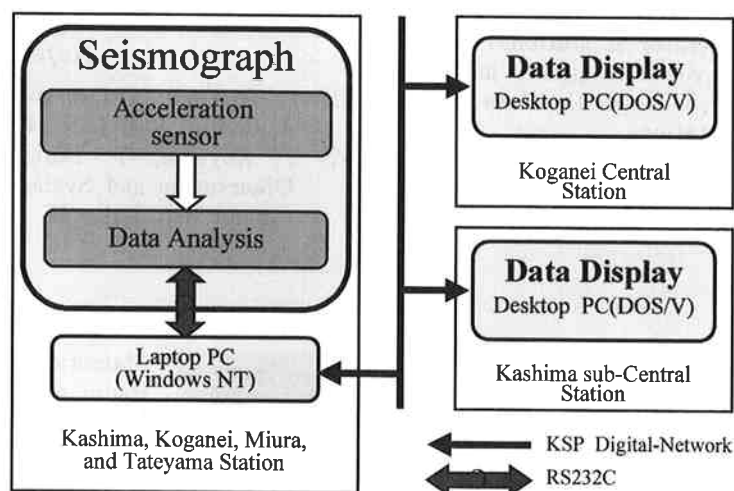 Seismograph
Acceleration
sensor
Data Analysis
Laptop PC
(Windows NT)
Kashima, Koganei, Miura,
and Tateyama Station
Data Display
Desktop PC(DOS/V)
Koganei Central
Station
Data Display
Desktop PC(DOS/V)
Kashima sub-Central
Station
KSP Digital-Network
RS232C